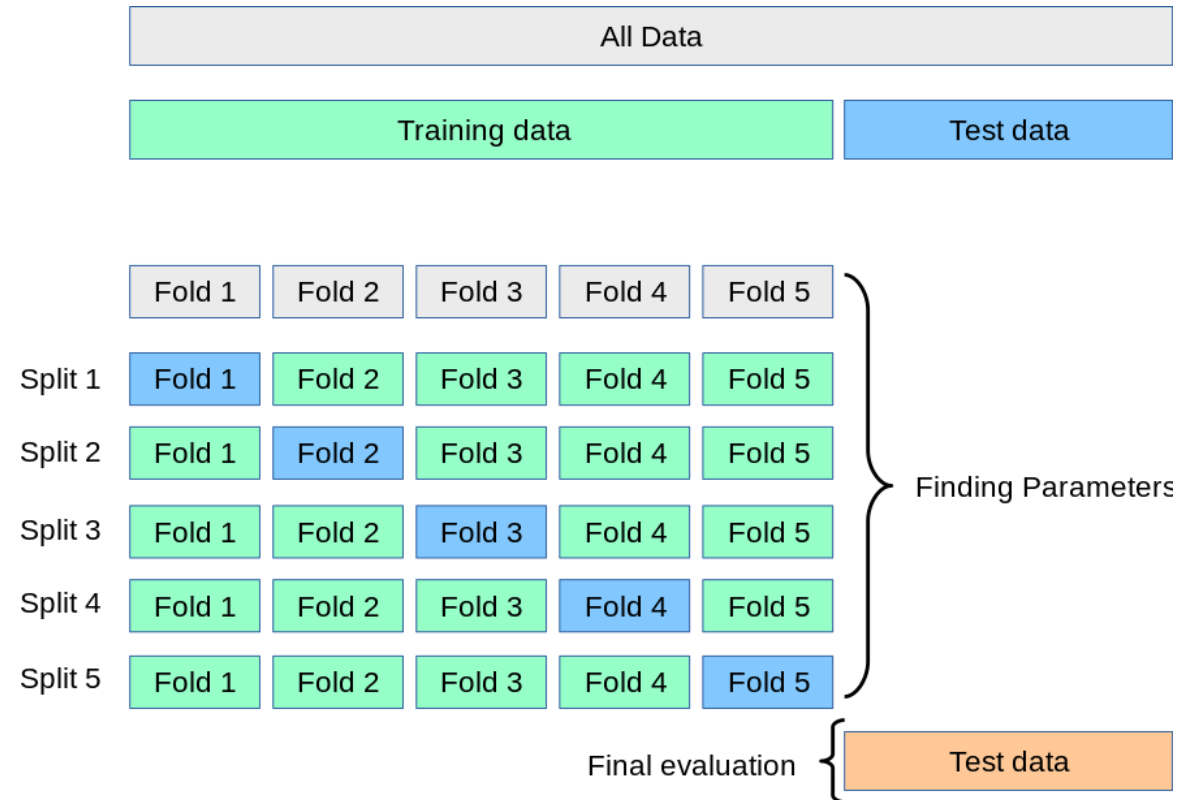 All Data
Training data Test data
Fold 1 Fold 2 Fold 3 Fold 4 Fold 5
Split 1 Fold 1 Fold 2 Fold 3 Fold 4 Fold 5
Split 2 Fold 1 Fold 2 Fold 3 Fold 4 Fold 5
Finding Parameters
Split 3 Fold 1 Fold 2 Fold 3 Fold 4 Fold 5
Split 4 Fold 1 Fold 2 Fold 3 Fold 4 Fold 5
Split 5 Fold 1 Fold 2 Fold 3 Fold 4 Fold 5
Final evaluation Test data